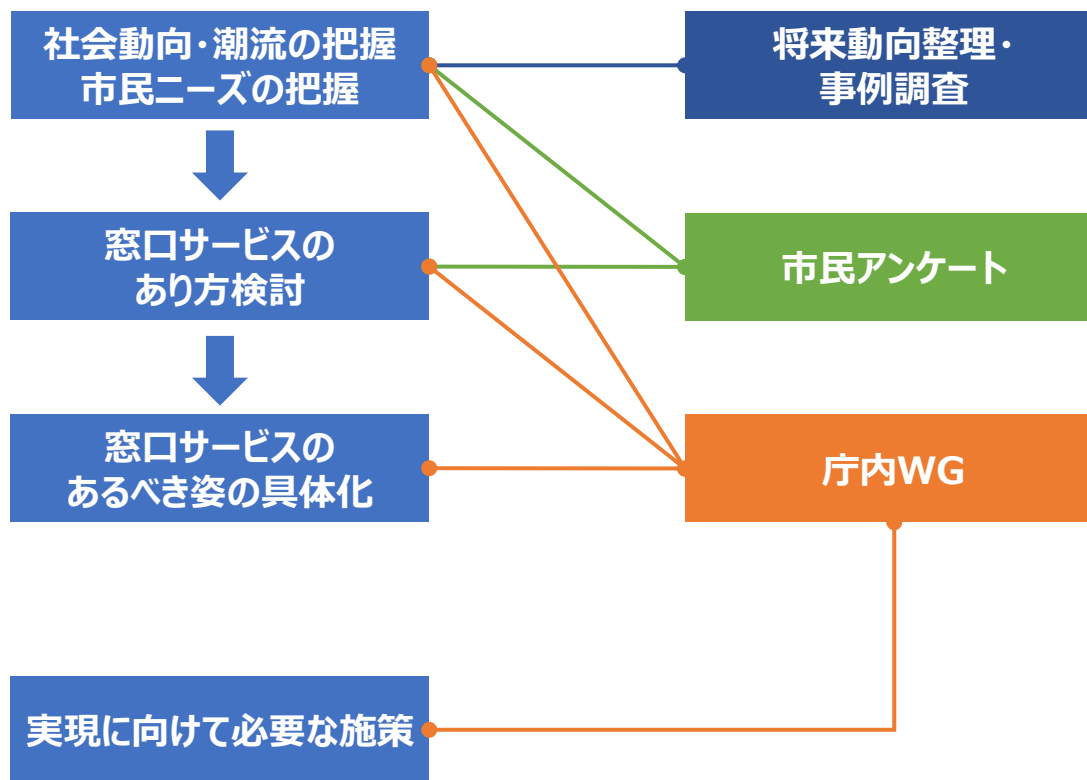 社会動向・潮流の把握
市民ニーズの把握
将来動向整理・
事例調査
窓口サービスの
あり方検討
市民アンケート
窓口サービスの
あるべき姿の具体化
庁内WG
実現に向けて必要な施策